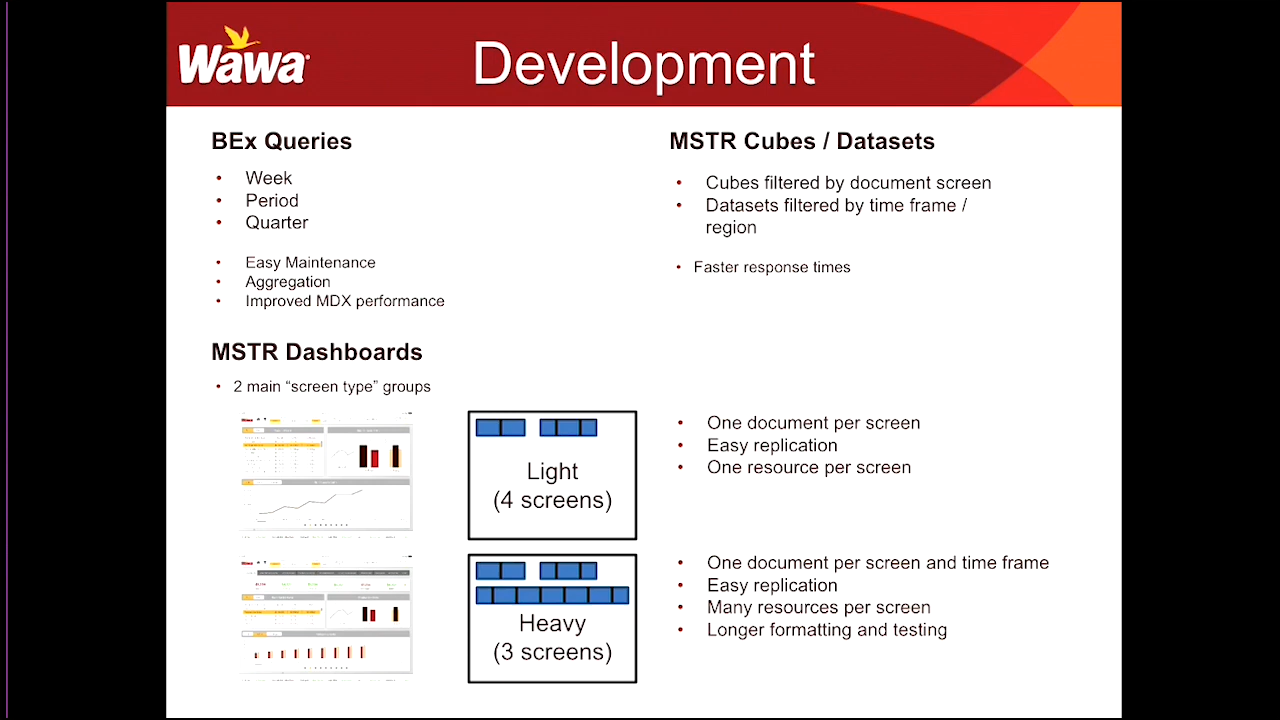 Wawa
Development
BEx Queries
• Week
• Period
• Quarter
• Easy Maintenance
• Aggregation
• Improved MDX performance
MSTR Cubes / Datasets
• Cubes filtered by document screen
• Datasets filtered by time frame /
region
• Faster response times
MSTR Dashboards
• 2 main “screen type” groups
Light
(4 screens)
• One document per screen
• Easy replication
• One resource per screen
Heavy
(3 screens)
• One document per screen and time frame
• Easy replication
• Many resources per screen
• Longer formatting and testing